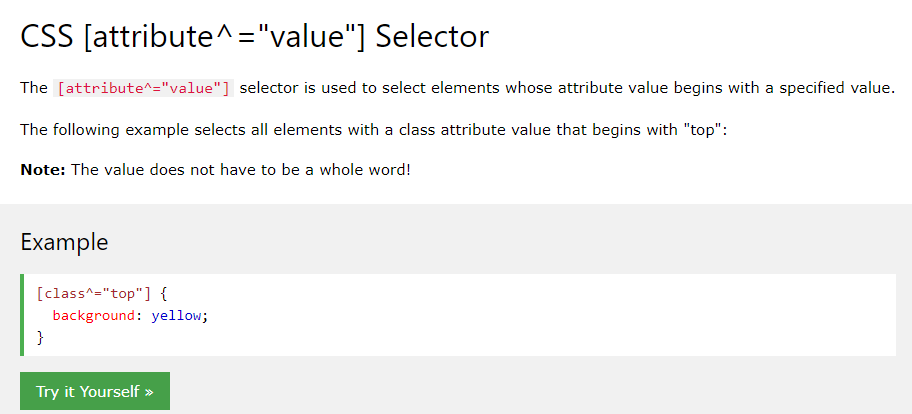 CSS [attribute^="value"] Selector
The [attribute^="value"] selector is used to select elements whose attribute value begins with a specified value.
The following example selects all elements with a class attribute value that begins with "top":
Note: The value does not have to be a whole word!
Example
[class^="top"] {
  background: yellow;
}
Try it Yourself »